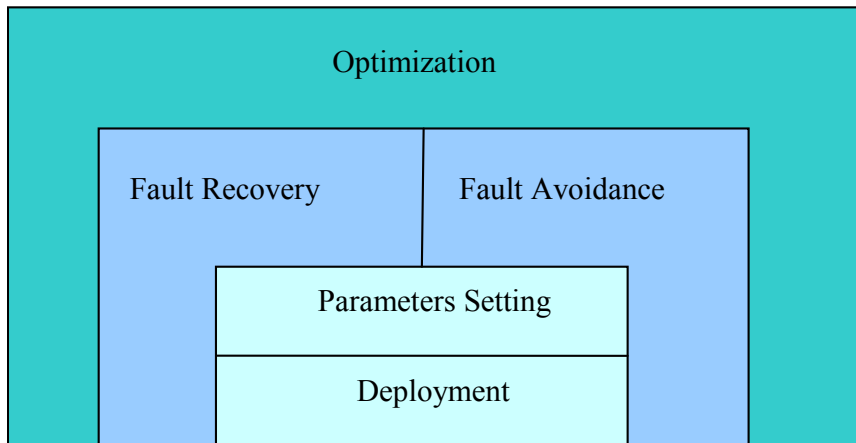 Optimization
Fault Recovery
Fault Avoidance
Parameters Setting
Deployment